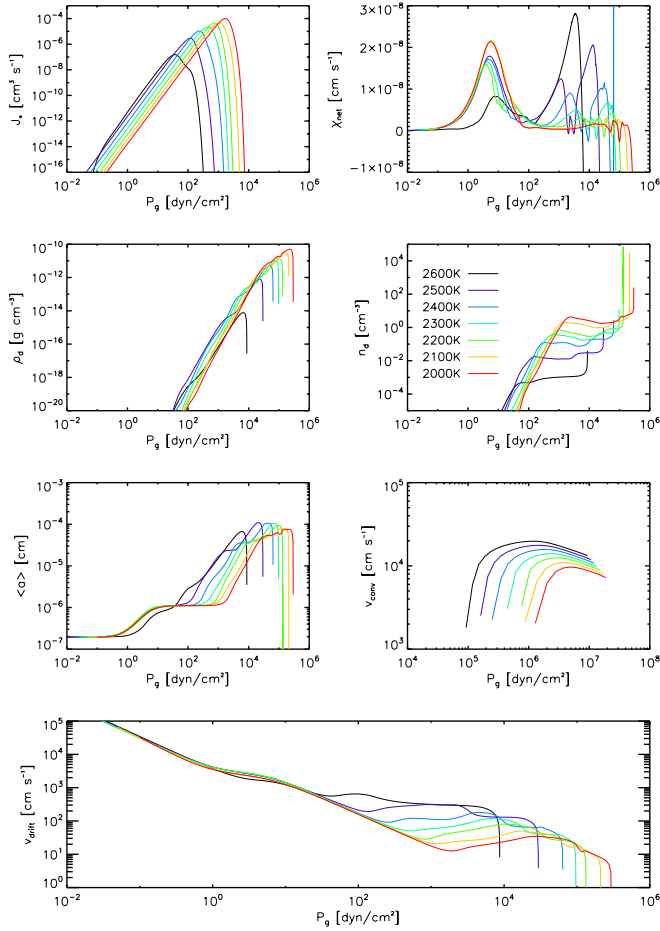 10⁻⁴
10⁻⁶
10⁻⁸
10⁻¹⁰
10⁻¹²
10⁻¹⁴
10⁻¹⁶
J* [cm³ s⁻¹]
10⁻² 10⁰ 10² 10⁴ 10⁶
Pg [dyn/cm²]
3×10⁻⁸
2×10⁻⁸
1×10⁻⁸
0
−1×10⁻⁸
χnet [cm s⁻¹]
10⁻² 10⁰ 10² 10⁴ 10⁶
Pg [dyn/cm²]
10⁻¹⁰
10⁻¹²
10⁻¹⁴
10⁻¹⁶
10⁻¹⁸
10⁻²⁰
ρd [g cm⁻³]
10⁻² 10⁰ 10² 10⁴ 10⁶
Pg [dyn/cm²]
10⁴
10²
10⁰
10⁻²
10⁻⁴
nd [cm⁻³]
2600K
2500K
2400K
2300K
2200K
2100K
2000K
10⁻² 10⁰ 10² 10⁴ 10⁶
Pg [dyn/cm²]
10⁻³
10⁻⁴
10⁻⁵
10⁻⁶
10⁻⁷
<a> [cm]
10⁻² 10⁰ 10² 10⁴ 10⁶
Pg [dyn/cm²]
10⁵
10⁴
10³
vconv [cm s⁻¹]
10⁴ 10⁵ 10⁶ 10⁷ 10⁸
Pg [dyn/cm²]
10⁵
10⁴
10³
10²
10¹
10⁰
vdrift [cm s⁻¹]
10⁻² 10⁰ 10² 10⁴ 10⁶
Pg [dyn/cm²]